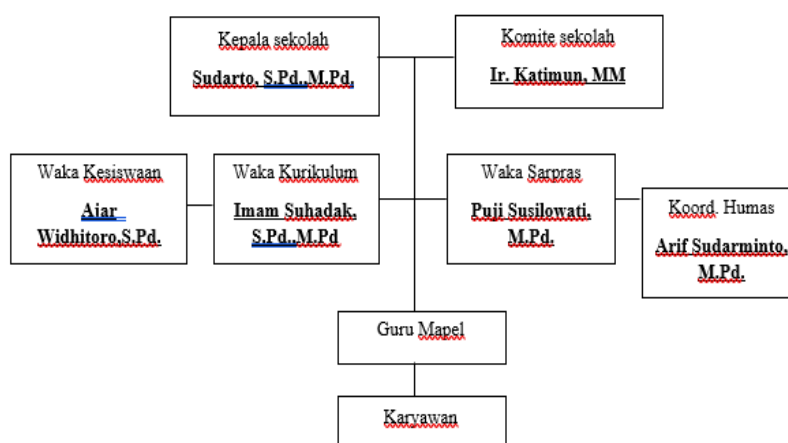 Kepala sekolah
Sudarto, S.Pd.,M.Pd.
Komite sekolah
Ir. Katimun, MM
Waka Kesiswaan
Ajar
Widhitoro,S.Pd.
Waka Kurikulum
Imam Suhadak,
S.Pd.,M.Pd
Waka Sarpras
Puji Susilowati,
M.Pd.
Koord. Humas
Arif Sudarminto,
M.Pd.
Guru Mapel
Karyawan